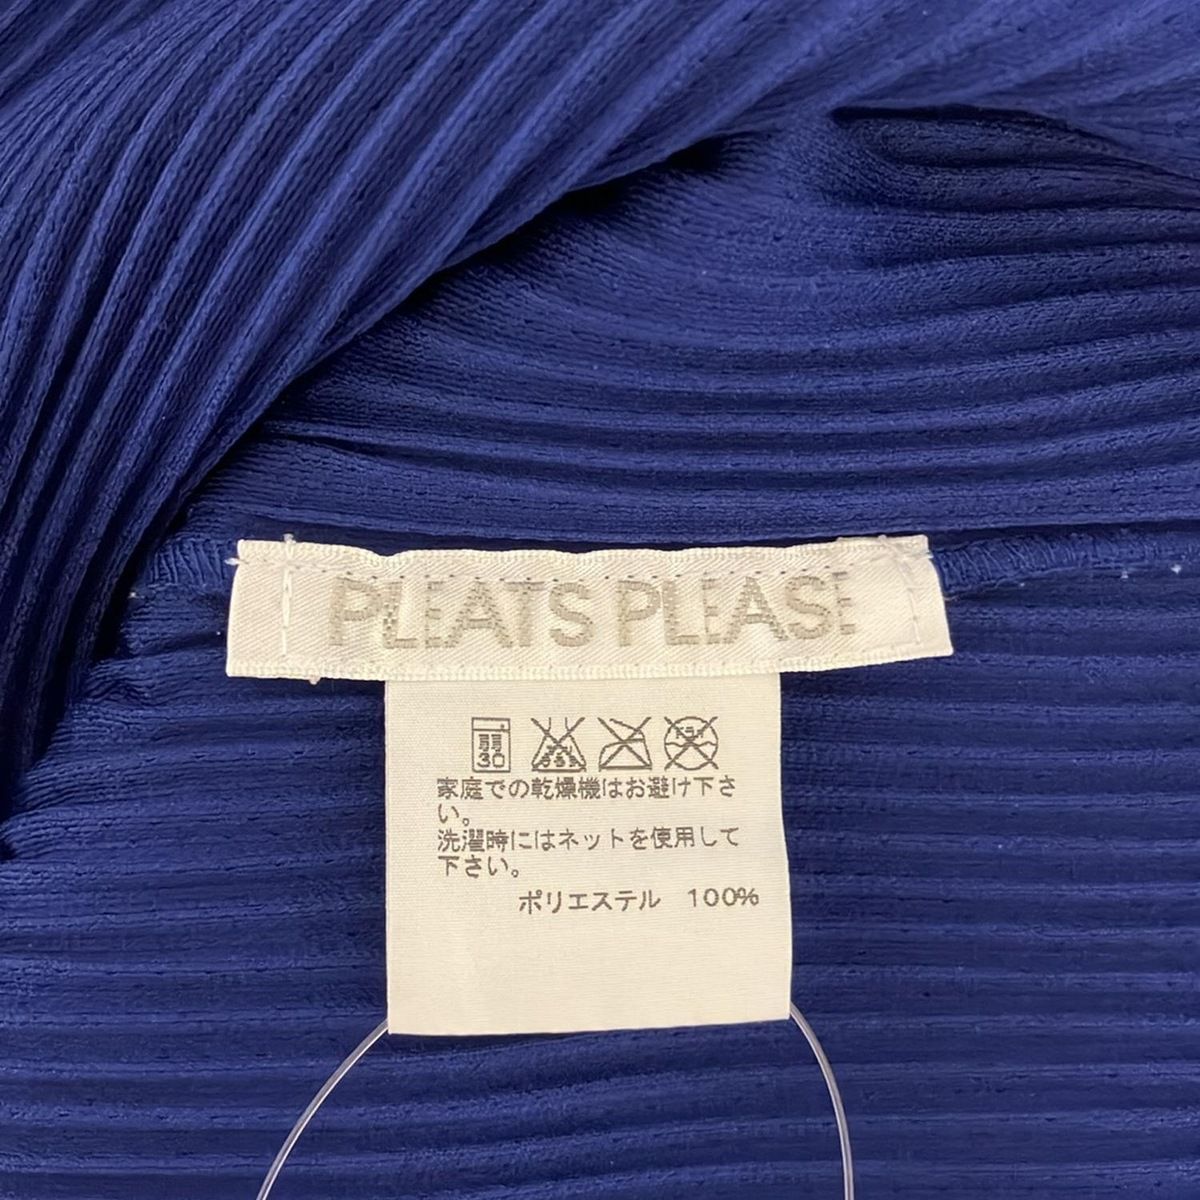 PLEATS PLEASE
弱
30
家庭での乾燥機はお避け下さ
い。
洗濯時にはネットを使用して
下さい。
ポリエステル 100%